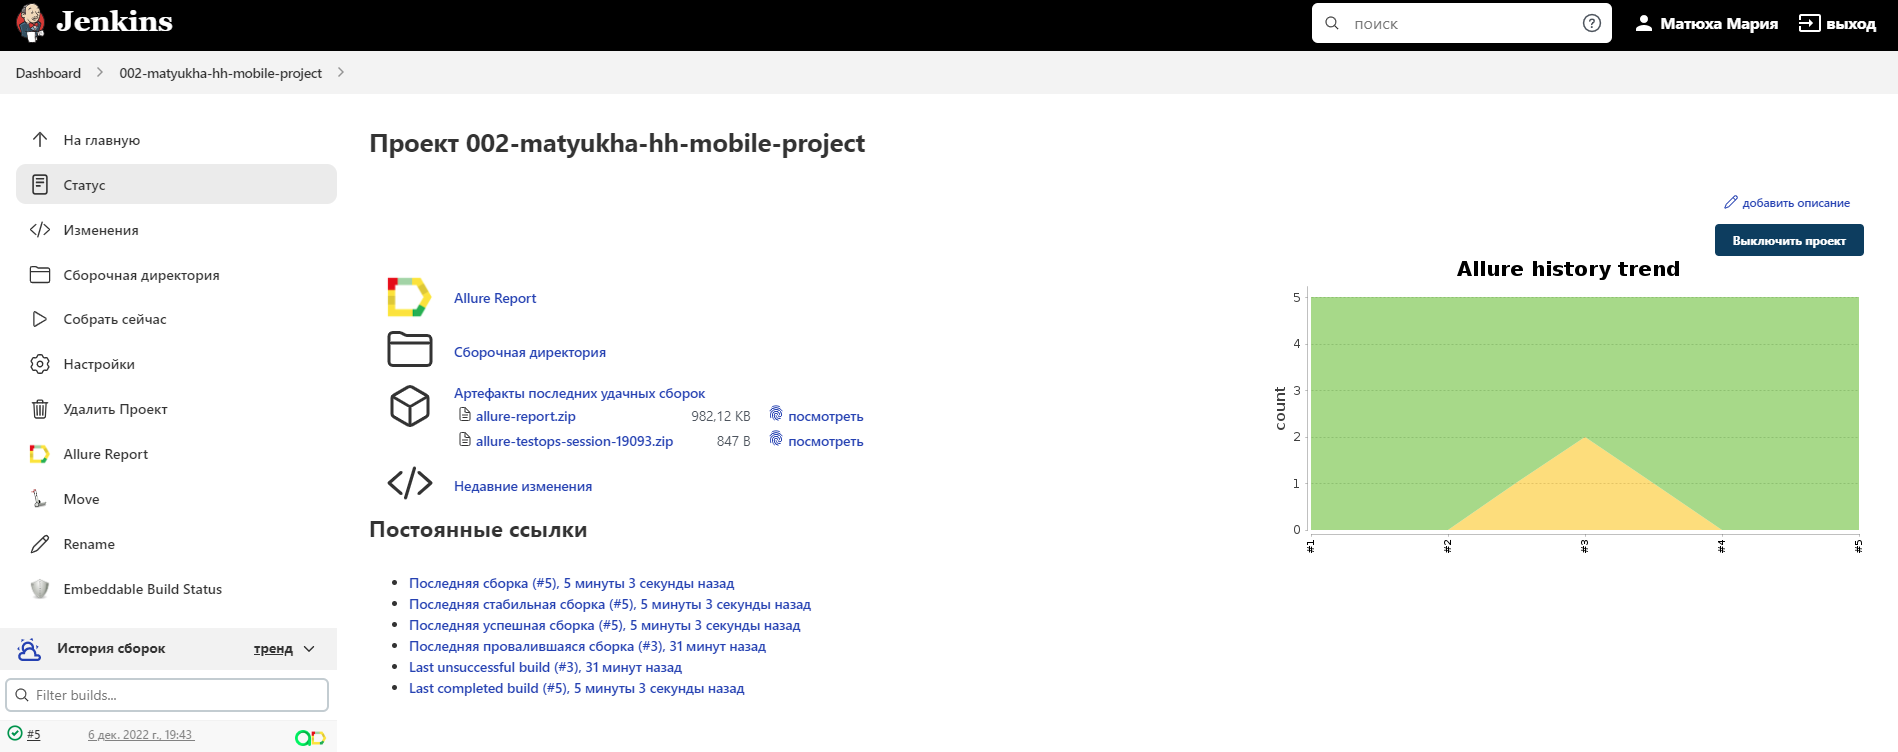 Jenkins
поиск
Матюха Мария
выход
Dashboard
002-matyukha-hh-mobile-project
На главную
Статус
Изменения
Сборочная директория
Собрать сейчас
Настройки
Удалить Проект
Allure Report
Move
Rename
Embeddable Build Status
История сборок
тренд
Filter builds...
#5
6 дек. 2022 г., 19:43
Проект 002-matyukha-hh-mobile-project
добавить описание
Выключить проект
Allure Report
Сборочная директория
Артефакты последних удачных сборок
allure-report.zip 982,12 KB посмотреть
allure-testops-session-19093.zip 847 B посмотреть
Недавние изменения
Постоянные ссылки
Последняя сборка (#5), 5 минуты 3 секунды назад
Последняя стабильная сборка (#5), 5 минуты 3 секунды назад
Последняя успешная сборка (#5), 5 минуты 3 секунды назад
Последняя провалившаяся сборка (#3), 31 минут назад
Last unsuccessful build (#3), 31 минут назад
Last completed build (#5), 5 минуты 3 секунды назад
Allure history trend
count
5
4
3
2
1
0
#1 #2 #3 #4 #5